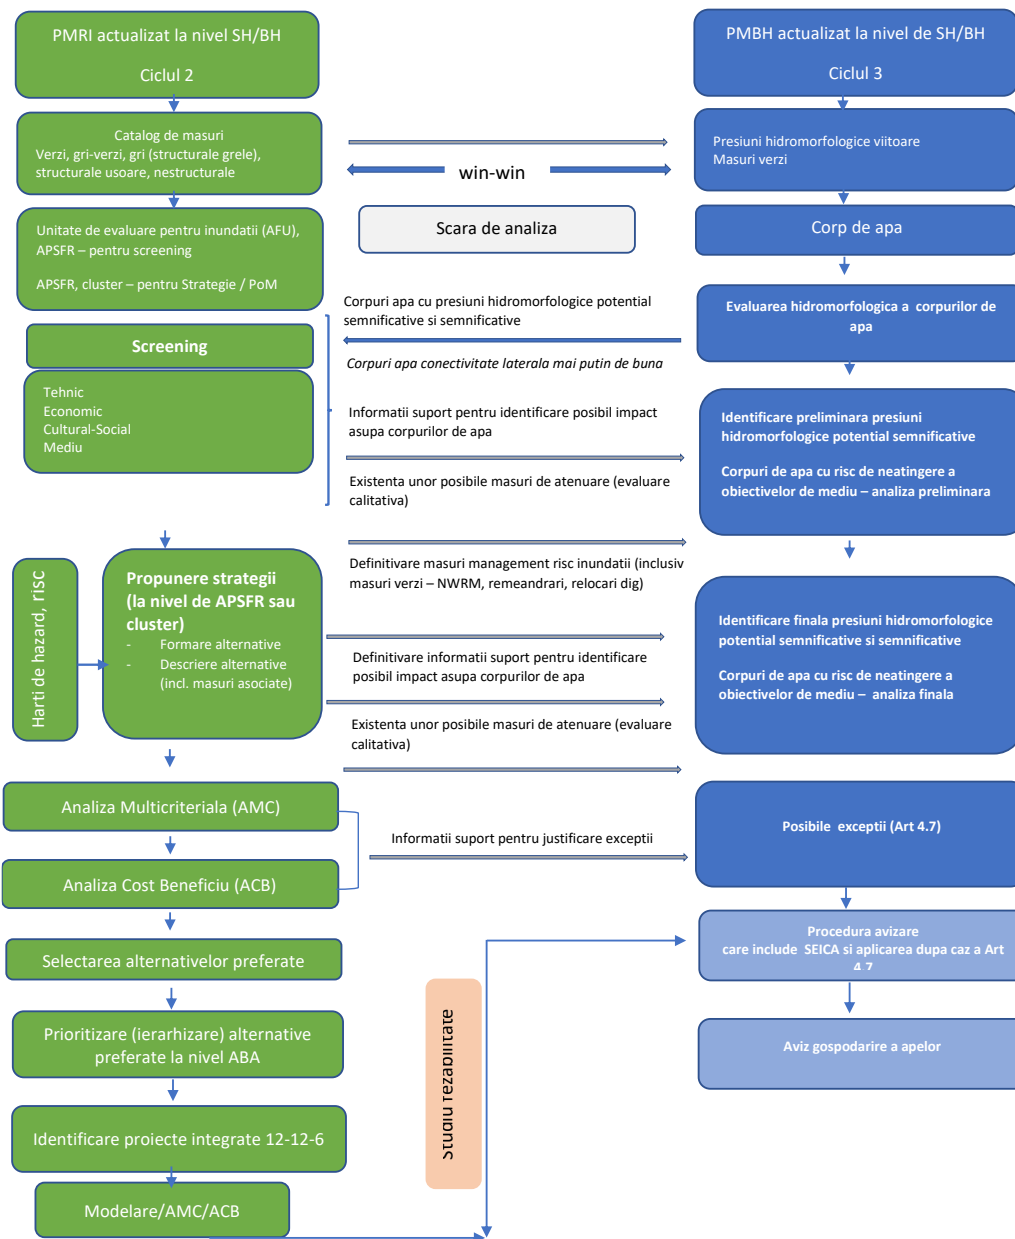 PMRI actualizat la nivel SH/BH
Ciclul 2
Catalog de masuri
Verzi, gri-verzi, gri (structurale grele),
structurale usoare, nestructurale
Unitate de evaluare pentru inundatii (AFU),
APSFR – pentru screening
APSFR, cluster – pentru Strategie / PoM
Screening
Tehnic
Economic
Cultural-Social
Mediu
Harti de hazard, risc
Propunere strategii
(la nivel de APSFR sau
cluster)
- Formare alternative
- Descriere alternative
(incl. masuri asociate)
Analiza Multicriteriala (AMC)
Analiza Cost Beneficiu (ACB)
Selectarea alternativelor preferate
Prioritizare (ierarhizare) alternative
preferate la nivel ABA
Identificare proiecte integrate 12-12-6
Modelare/AMC/ACB
win-win
Scara de analiza
Corpuri apa cu presiuni hidromorfologice potential
semnificative si semnificative
Corpuri apa conectivitate laterala mai putin de buna
Informatii suport pentru identificare posibil impact
asupa corpurilor de apa
Existenta unor posibile masuri de atenuare (evaluare
calitativa)
Definitivare masuri management risc inundatii (inclusiv
masuri verzi – NWRM, remeandrari, relocari dig)
Definitivare informatii suport pentru identificare
posibil impact asupa corpurilor de apa
Existenta unor posibile masuri de atenuare (evaluare
calitativa)
Informatii suport pentru justificare exceptii
Studiu fezabilitate
PMBH actualizat la nivel de SH/BH
Ciclul 3
Presiuni hidromorfologice viitoare
Masuri verzi
Corp de apa
Evaluarea hidromorfologica a corpurilor de
apa
Identificare preliminara presiuni
hidromorfologice potential semnificative
Corpuri de apa cu risc de neatingere a
obiectivelor de mediu – analiza preliminara
Identificare finala presiuni hidromorfologice
potential semnificative si semnificative
Corpuri de apa cu risc de neatingere a
obiectivelor de mediu – analiza finala
Posibile exceptii (Art 4.7)
Procedura avizare
care include SEICA si aplicarea dupa caz a Art
4.7
Aviz gospodarire a apelor